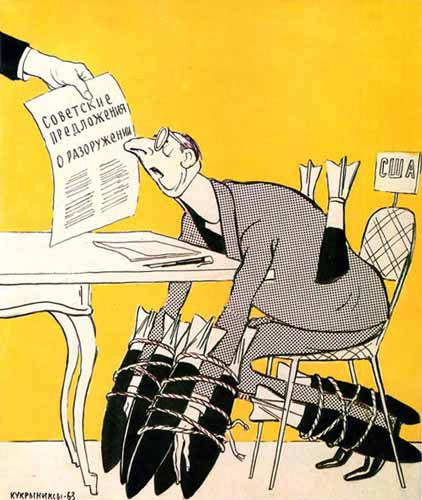 СОВЕТСКИЕ
ПРЕДЛОЖЕНИЯ
О РАЗОРУЖЕНИИ
США
КУКРЫНИКСЫ-63